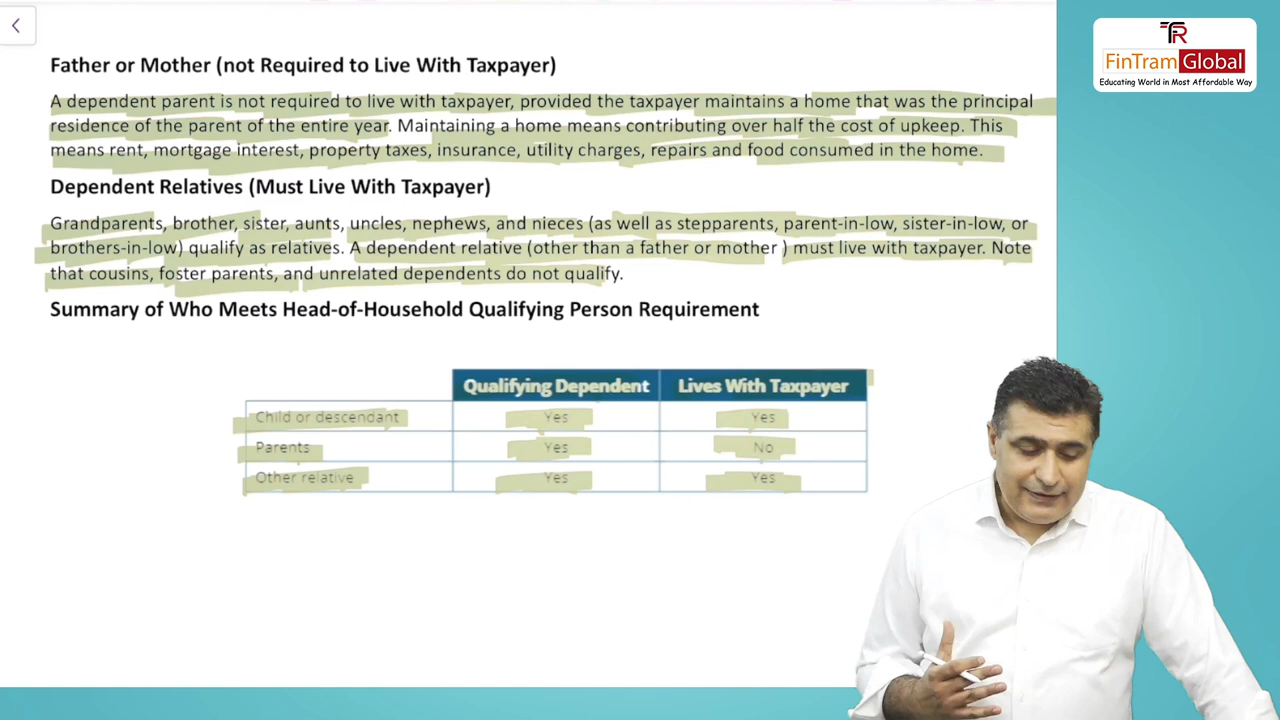 FinTram Global
Educating World in Most Affordable Way
Father or Mother (not Required to Live With Taxpayer)
A dependent parent is not required to live with taxpayer, provided the taxpayer maintains a home that was the principal
residence of the parent of the entire year. Maintaining a home means contributing over half the cost of upkeep. This
means rent, mortgage interest, property taxes, insurance, utility charges, repairs and food consumed in the home.
Dependent Relatives (Must Live With Taxpayer)
Grandparents, brother, sister, aunts, uncles, nephews, and nieces (as well as stepparents, parent-in-low, sister-in-low, or
brothers-in-low) qualify as relatives. A dependent relative (other than a father or mother ) must live with taxpayer. Note
that cousins, foster parents, and unrelated dependents do not qualify.
Summary of Who Meets Head-of-Household Qualifying Person Requirement
Qualifying Dependent Lives With Taxpayer
Child or descendant Yes Yes
Parents Yes No
Other relative Yes Yes